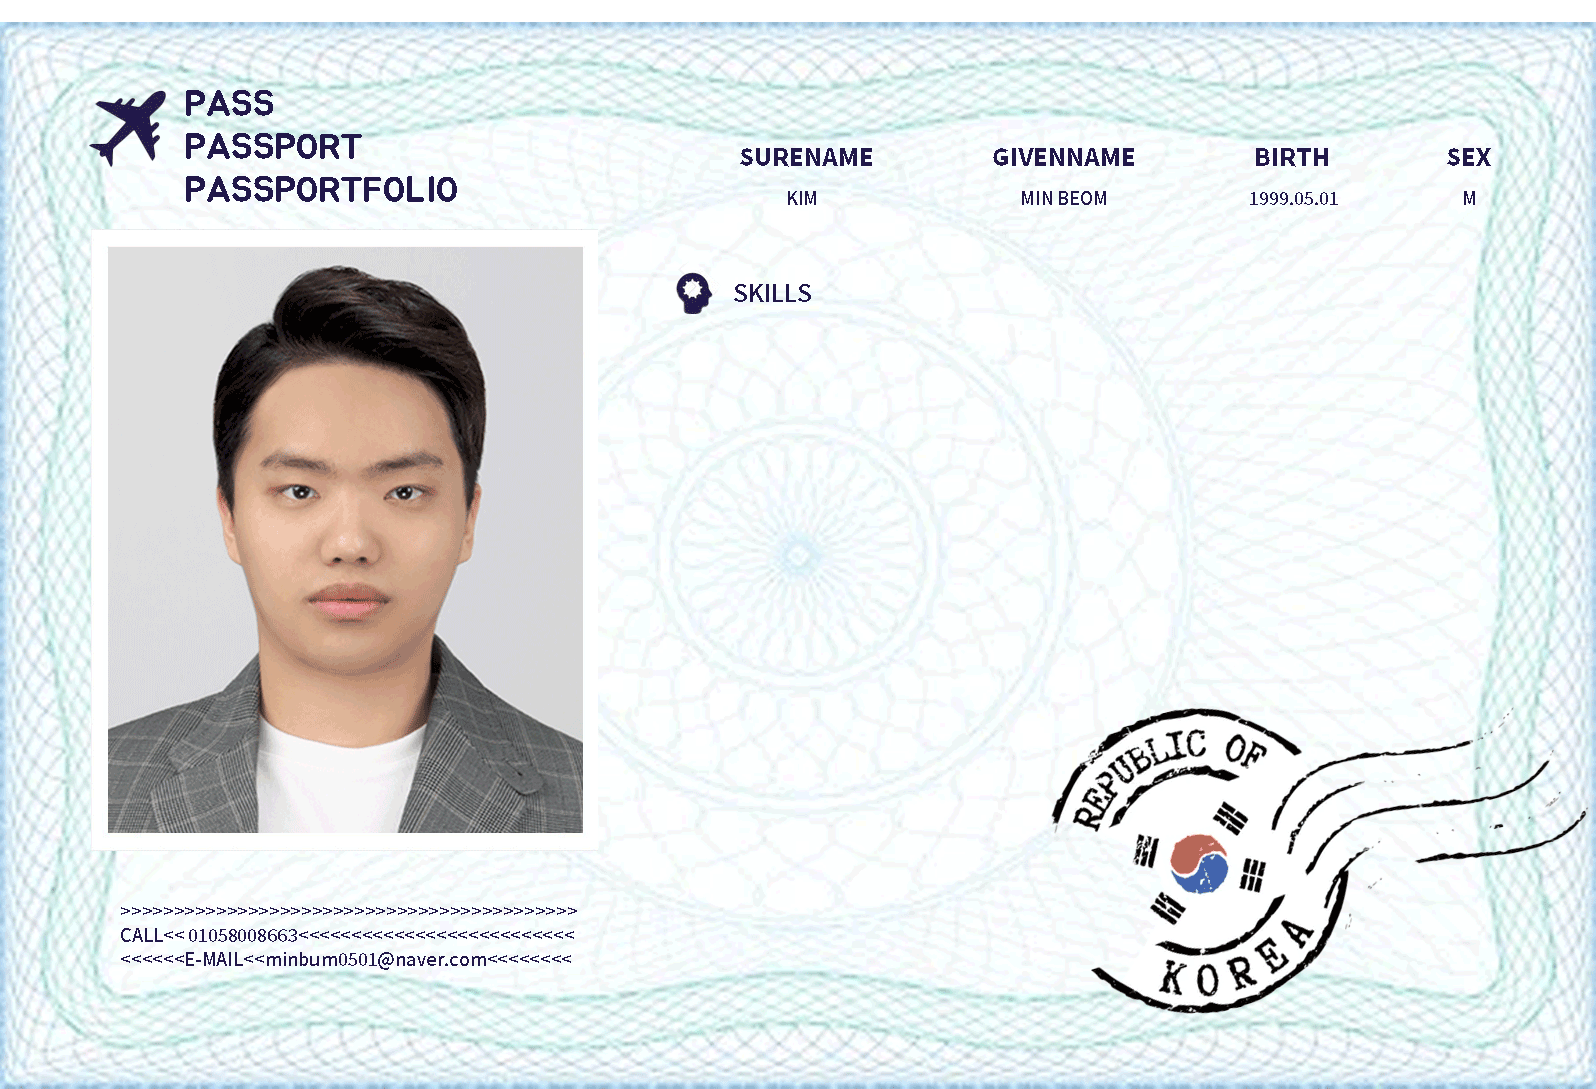 PASS
PASSPORT
PASSPORTFOLIO
SURENAME GIVENNAME BIRTH SEX
KIM MIN BEOM 1999.05.01 M
SKILLS
REPUBLIC OF
KOREA
>>>>>>>>>>>>>>>>>>>>>>>>>>>>>>>>>>>>>>>>>>>
CALL<< 01058008663<<<<<<<<<<<<<<<<<<<<<<<<<<
<<<<<<E-MAIL<<minbum0501@naver.com<<<<<<<<